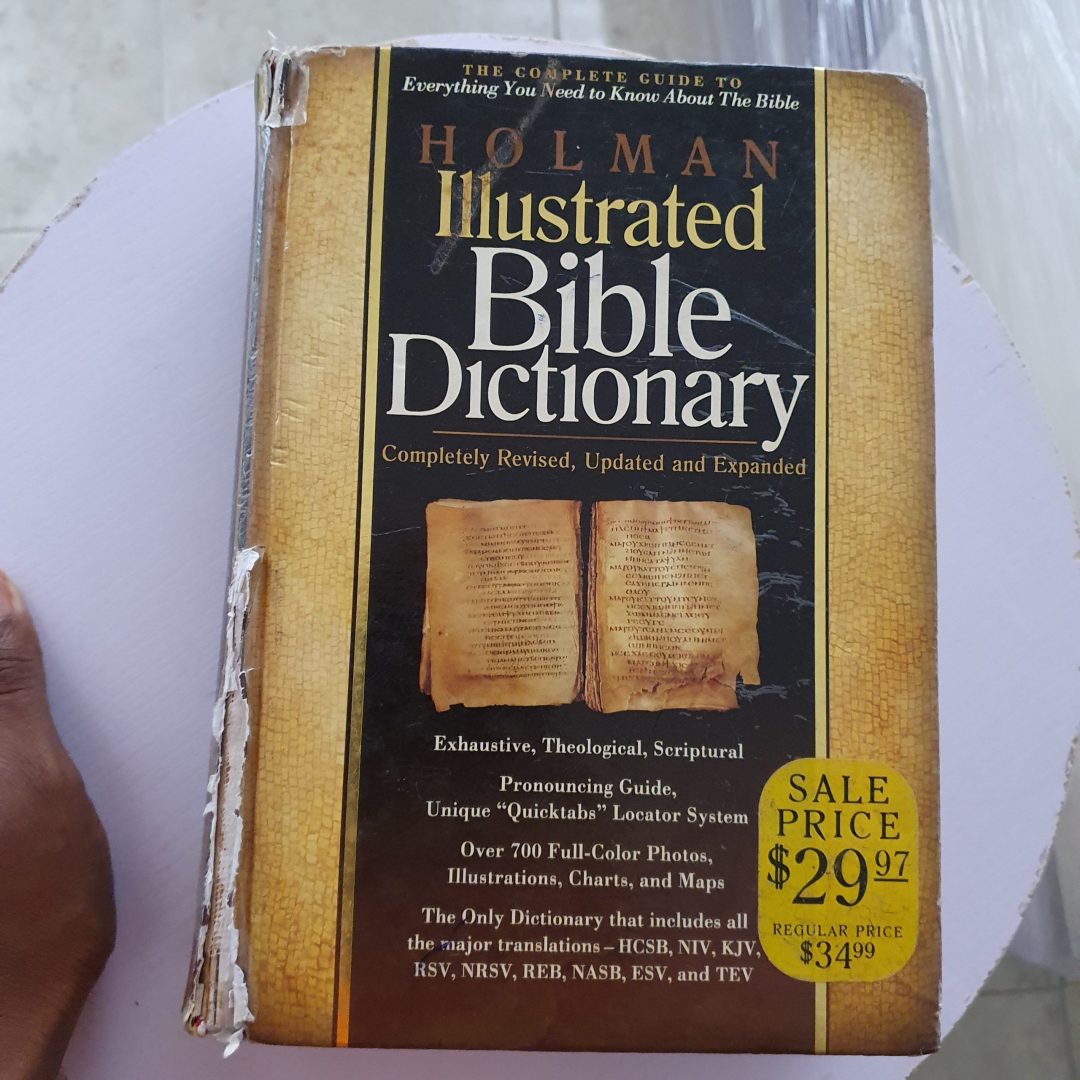 THE COMPLETE GUIDE TO
Everything You Need to Know About The Bible
HOLMAN
Illustrated
Bible
Dictionary
Completely Revised, Updated and Expanded
Exhaustive, Theological, Scriptural
Pronouncing Guide,
Unique “Quicktabs” Locator System
Over 700 Full-Color Photos,
Illustrations, Charts, and Maps
The Only Dictionary that includes all
the major translations – HCSB, NIV, KJV,
RSV, NRSV, REB, NASB, ESV, and TEV
SALE
PRICE
$29.97
REGULAR PRICE
$34.99